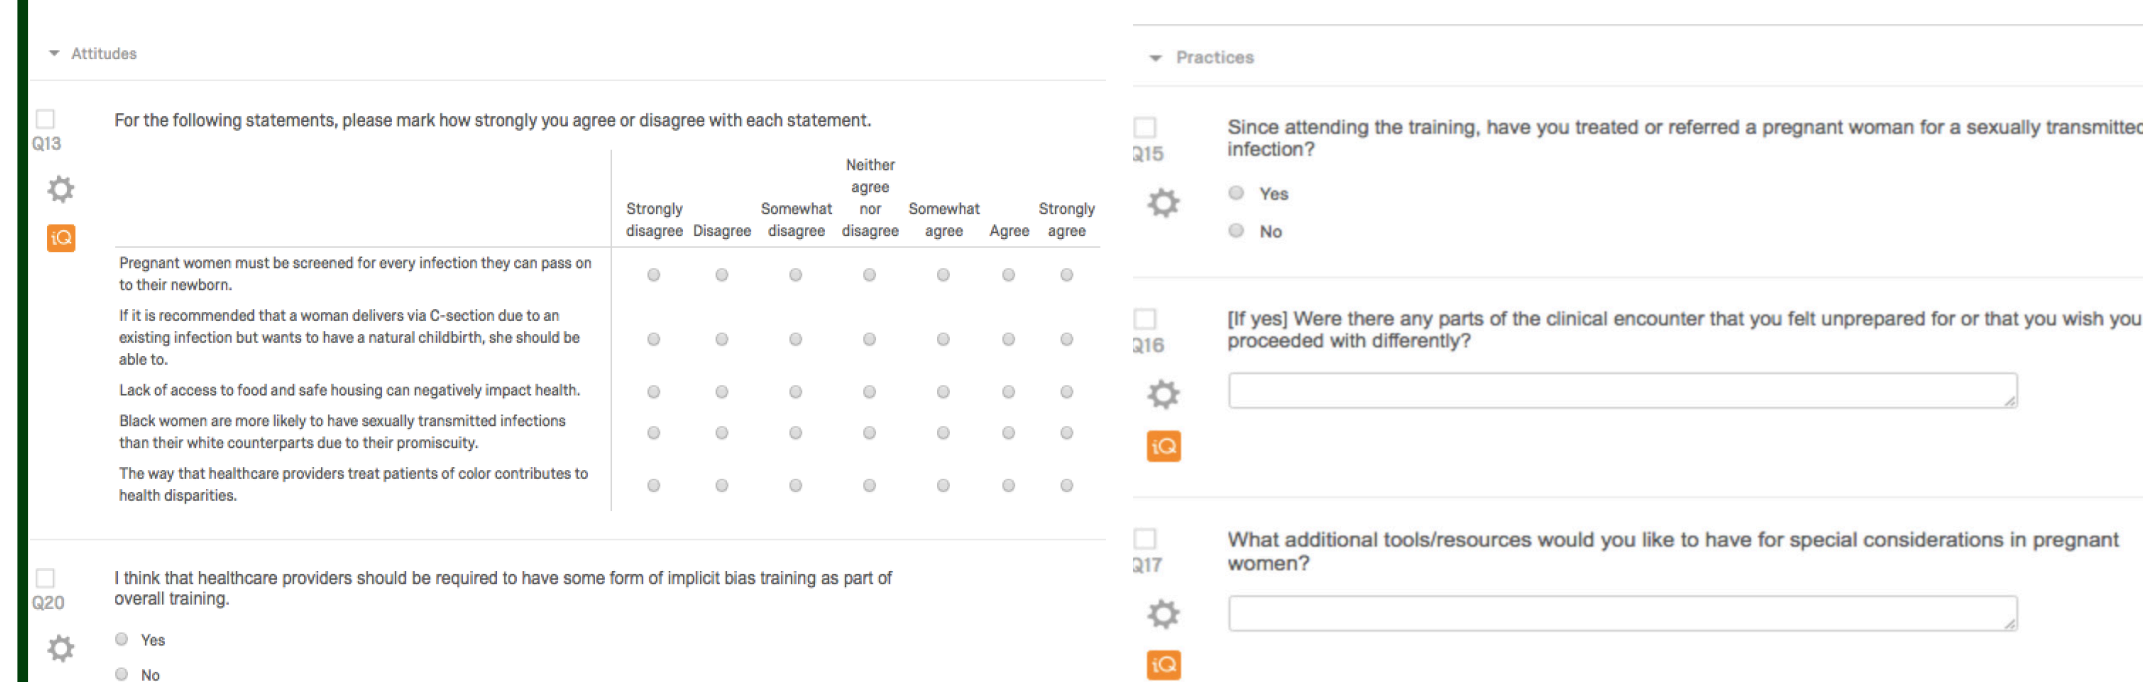 Attitudes
Q13
For the following statements, please mark how strongly you agree or disagree with each statement.
Strongly disagree
Disagree
Somewhat disagree
Neither agree nor disagree
Somewhat agree
Agree
Strongly agree
iQ
Pregnant women must be screened for every infection they can pass on
to their newborn.
If it is recommended that a woman delivers via C-section due to an
existing infection but wants to have a natural childbirth, she should be
able to.
Lack of access to food and safe housing can negatively impact health.
Black women are more likely to have sexually transmitted infections
than their white counterparts due to their promiscuity.
The way that healthcare providers treat patients of color contributes to
health disparities.
Q20
I think that healthcare providers should be required to have some form of implicit bias training as part of
overall training.
Yes
No
Practices
Q15
Since attending the training, have you treated or referred a pregnant woman for a sexually transmitted
infection?
Yes
No
Q16
[If yes] Were there any parts of the clinical encounter that you felt unprepared for or that you wish you
proceeded with differently?
iQ
Q17
What additional tools/resources would you like to have for special considerations in pregnant
women?
iQ